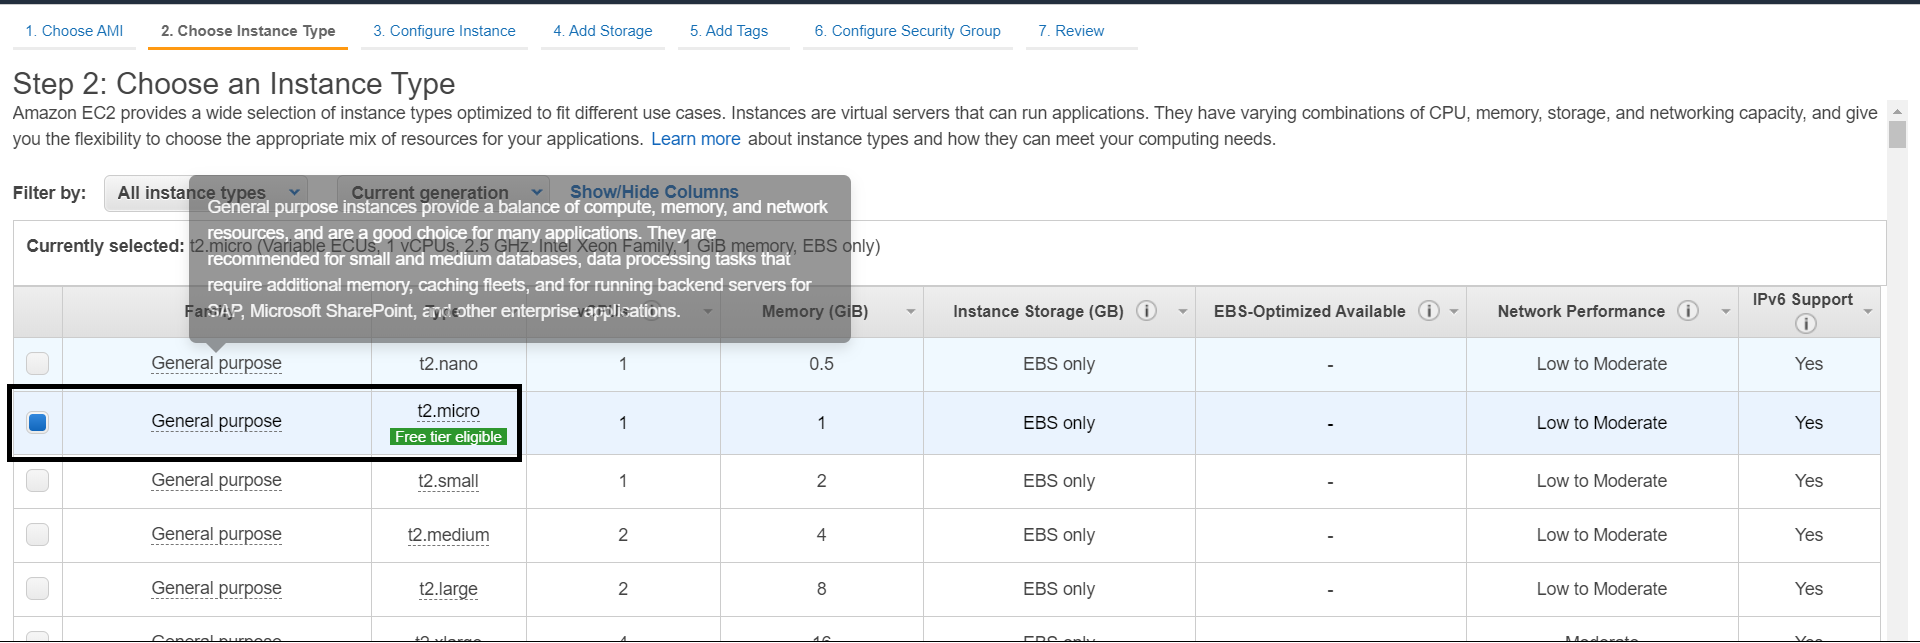 1. Choose AMI 2. Choose Instance Type 3. Configure Instance 4. Add Storage 5. Add Tags 6. Configure Security Group 7. Review
Step 2: Choose an Instance Type
Amazon EC2 provides a wide selection of instance types optimized to fit different use cases. Instances are virtual servers that can run applications. They have varying combinations of CPU, memory, storage, and networking capacity, and give
you the flexibility to choose the appropriate mix of resources for your applications. Learn more about instance types and how they can meet your computing needs.
Filter by: All instance types Current generation Show/Hide Columns
General purpose instances provide a balance of compute, memory, and network
resources, and are a good choice for many applications. They are
recommended for small and medium databases, data processing tasks that
require additional memory, caching fleets, and for running backend servers for
SAP, Microsoft SharePoint, and other enterprise applications.
Currently selected: t2.micro (Variable ECUs, 1 vCPUs, 2.5 GHz, Intel Xeon Family, 1 GiB memory, EBS only)
Family Type Memory (GiB) Instance Storage (GB) EBS-Optimized Available Network Performance IPv6 Support
General purpose t2.nano 1 0.5 EBS only - Low to Moderate Yes
General purpose t2.micro 1 1 EBS only - Low to Moderate Yes
Free tier eligible
General purpose t2.small 1 2 EBS only - Low to Moderate Yes
General purpose t2.medium 2 4 EBS only - Low to Moderate Yes
General purpose t2.large 2 8 EBS only - Low to Moderate Yes
General purpose t2.xlarge 4 16 EBS only Moderate Yes